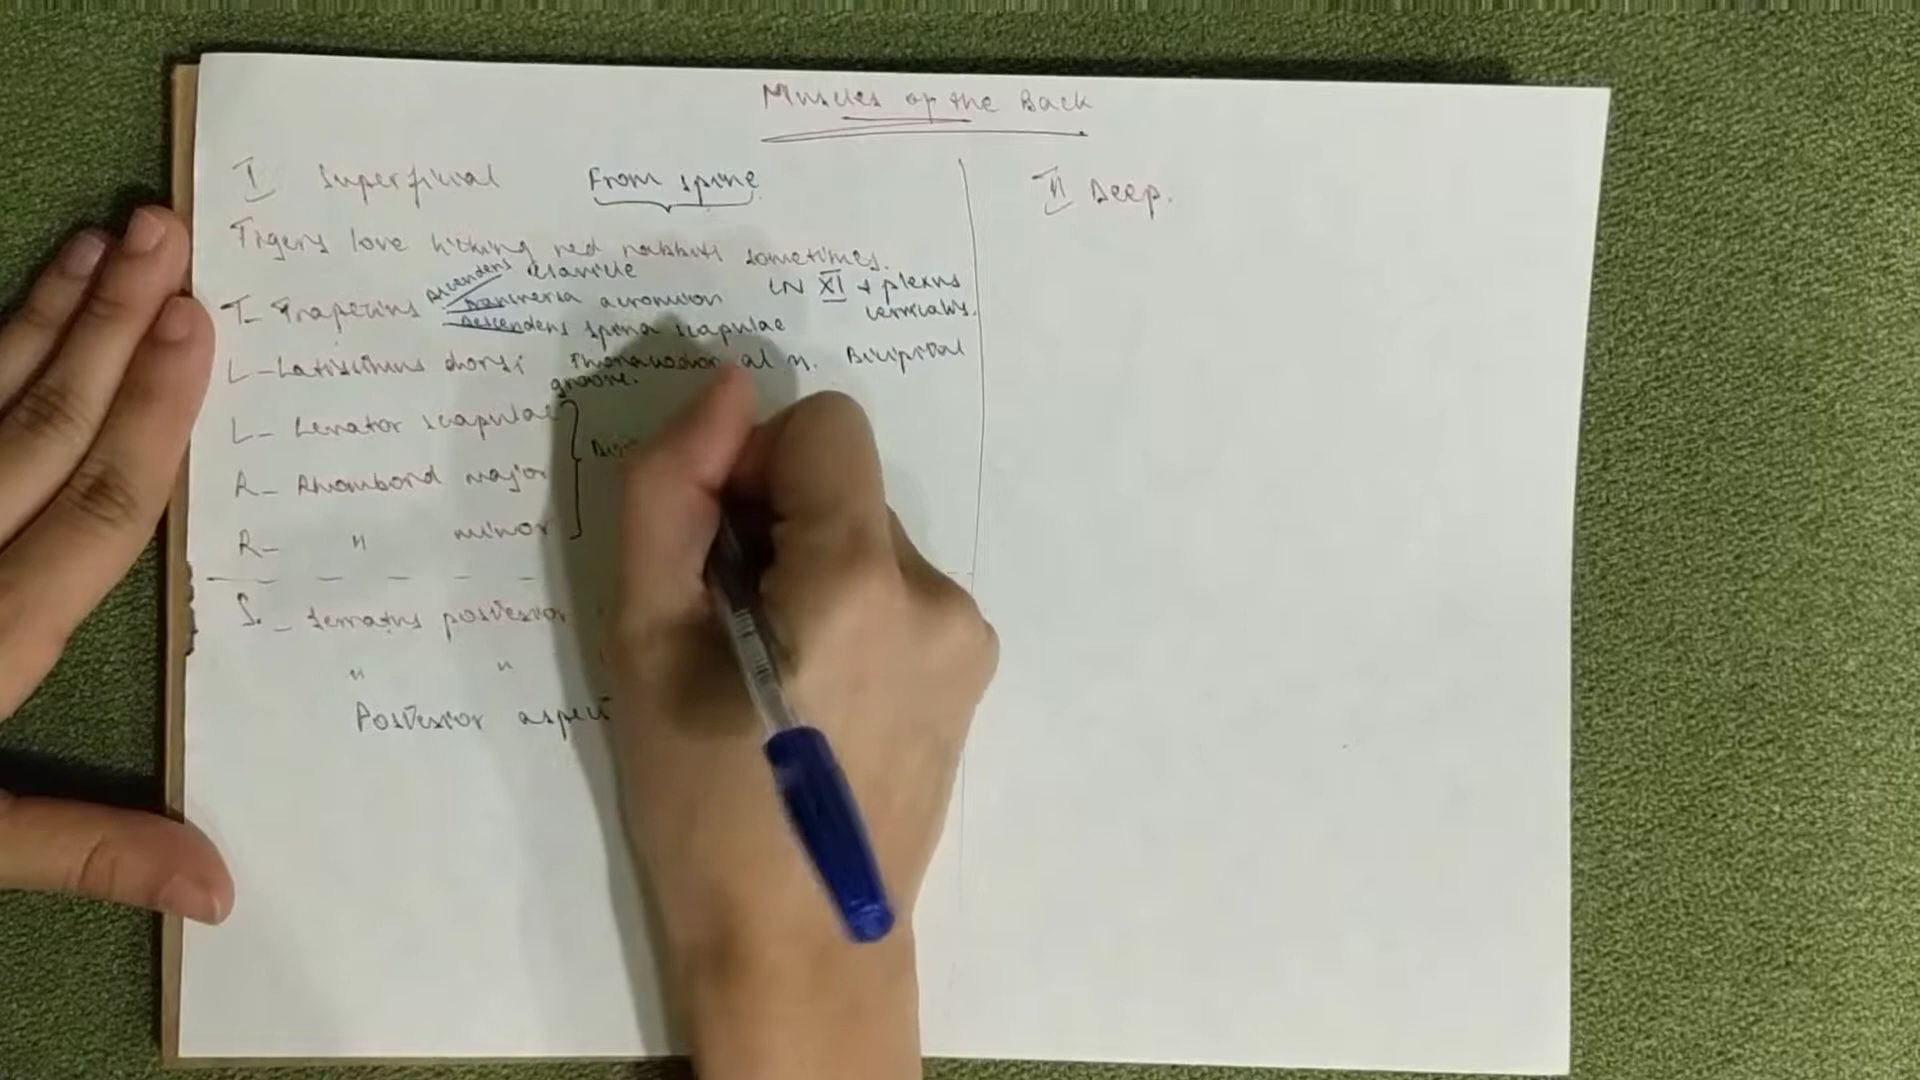 Muscles of the Back
I Superficial From spine
II Deep.
Tigers love kicking red rabbits sometimes.
T- Trapezius Ascendens clavicle
Transversa acromion CN XI + plexus
Descendens spina scapulae cervicalis.
L- Latissimus dorsi Thoracodorsal n. Bicipital
groove.
L- Levator scapulae
R- Rhomboid major
R- " minor
S. - Serratus posterior
" "
Posterior aspect